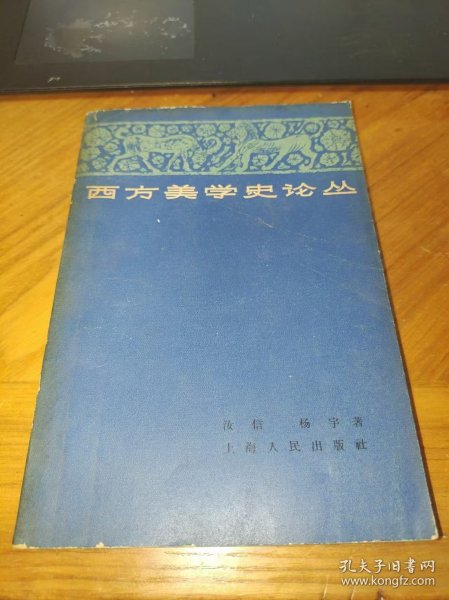 西方美学史论丛
汝信 杨宇著
上海人民出版社
孔夫子旧书网
www.kongfz.com